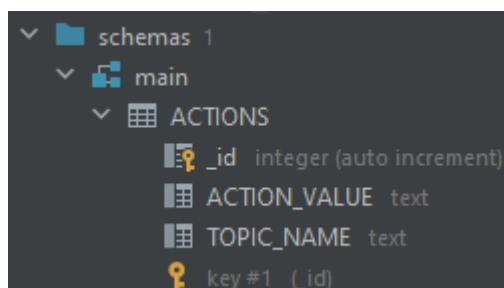 schemas 1
main
ACTIONS
_id integer (auto increment)
ACTION_VALUE text
TOPIC_NAME text
key #1 (_id)